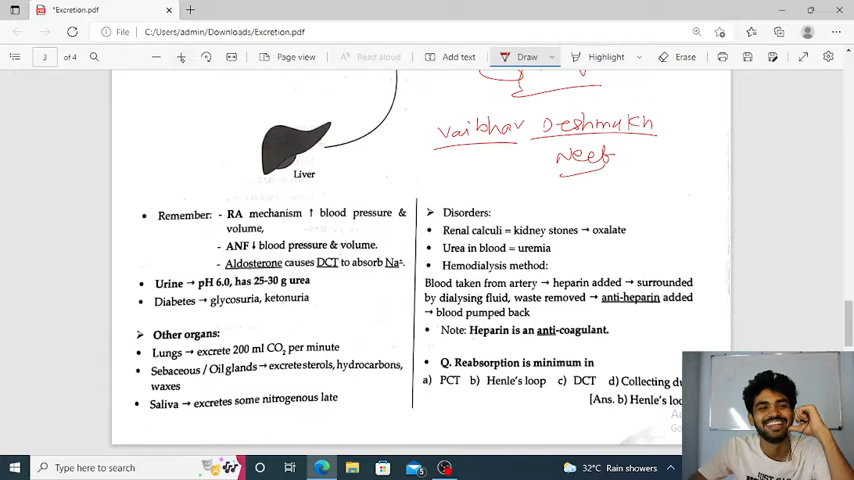 *Excretion.pdf
File
C:/Users/admin/Downloads/Excretion.pdf
3 of 4
Page view
Read aloud
Add text
Draw
Highlight
Erase
Vaibhav Deshmukh
Neet
Liver
• Remember: - RA mechanism ↑ blood pressure &
volume,
- ANF ↓ blood pressure & volume.
- Aldosterone causes DCT to absorb Na⁺.
• Urine → pH 6.0, has 25-30 g urea
• Diabetes → glycosuria, ketonuria
➢ Other organs:
• Lungs → excrete 200 ml CO₂ per minute
• Sebaceous / Oil glands → excrete sterols, hydrocarbons,
waxes
• Saliva → excretes some nitrogenous late
➢ Disorders:
• Renal calculi = kidney stones → oxalate
• Urea in blood = uremia
• Hemodialysis method:
Blood taken from artery → heparin added → surrounded
by dialysing fluid, waste removed → anti-heparin added
→ blood pumped back
• Note: Heparin is an anti-coagulant.
• Q. Reabsorption is minimum in
a) PCT b) Henle's loop c) DCT d) Collecting du
[Ans. b) Henle's loo
Type here to search
5
32°C Rain showers